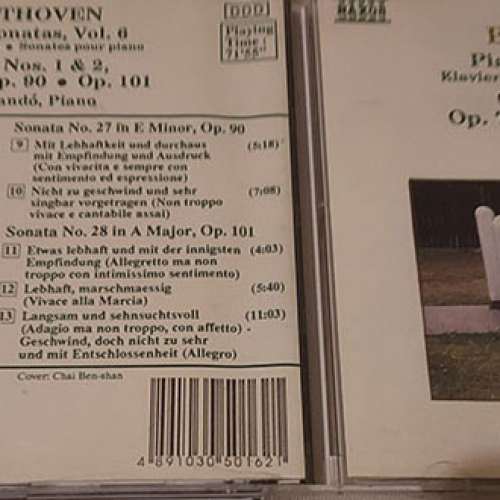 THOVEN
onatas, Vol. 6
• Sonates pour piano
Nos. 1 & 2,
p. 90 • Op. 101
andó, Piano
DDD
Playing
Time :
71'55"
Sonata No. 27 in E Minor, Op. 90
9 Mit Lebhaftkeit und durchaus (5:18)
mit Empfindung und Ausdruck
(Con vivacita e sempre con
sentimento ed espressione)
10 Nicht zu geschwind und sehr (7:08)
singbar vorgetragen (Non troppo
vivace e cantabile assai)
Sonata No. 28 in A Major, Op. 101
11 Etwas lebhaft und mit der innigsten (4:03)
Empfindung (Allegretto ma non
troppo con intimissimo sentimento)
12 Lebhaft, marschmaessig (5:40)
(Vivace alla Marcia)
13 Langsam und sehnsuchtsvoll (11:03)
(Adagio ma non troppo, con affetto) -
Geschwind, doch nicht zu sehr
und mit Entschlossenheit (Allegro)
Cover: Chai Ben-shan
4 891030 501621
NAXOS
Pia
Klavier
Op. 7